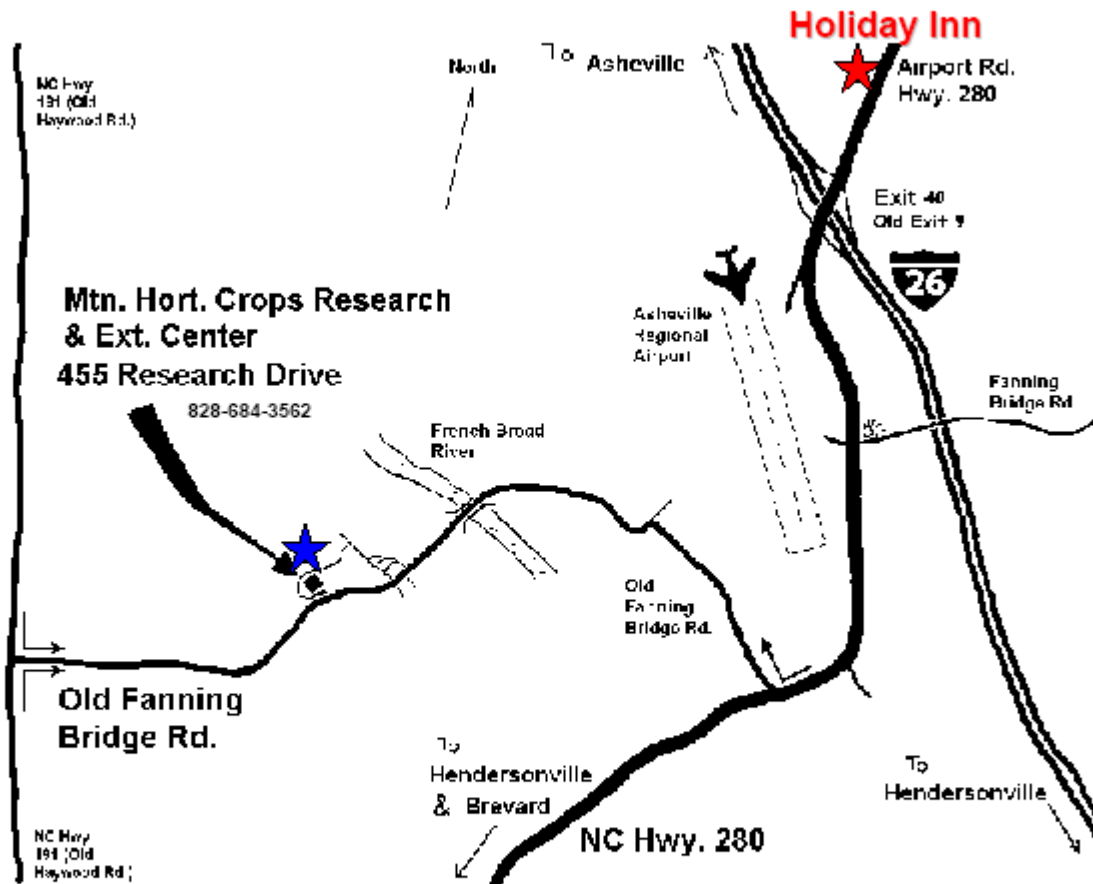 Holiday Inn
To Asheville
Airport Rd.
Hwy. 280
North
NC Hwy
191 (Old
Haywood Rd.)
Exit 40
Old Exit 9
26
Mtn. Hort. Crops Research
& Ext. Center
455 Research Drive
828-684-3562
Asheville
Regional
Airport
Fanning
Bridge Rd
French Broad
River
Old
Fanning
Bridge Rd.
Old Fanning
Bridge Rd.
To
Hendersonville
& Brevard
To
Hendersonville
NC Hwy. 280
NC Hwy
191 (Old
Haywood Rd.)